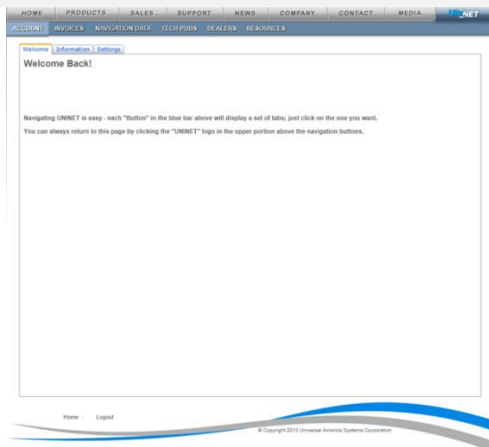 HOME PRODUCTS SALES SUPPORT NEWS COMPANY CONTACT MEDIA UNI-NET
ACCOUNT INVOICES NAVIGATION DATA TECH PUBS DEALERS RESOURCES
Welcome Information Settings
Welcome Back!
Navigating UNINET is easy - each "Button" in the blue bar above will display a set of tabs; just click on the one you want.
You can always return to this page by clicking the "UNINET" logo in the upper portion above the navigation buttons.
Home Logout
© Copyright 2013 Universal Avionics Systems Corporation